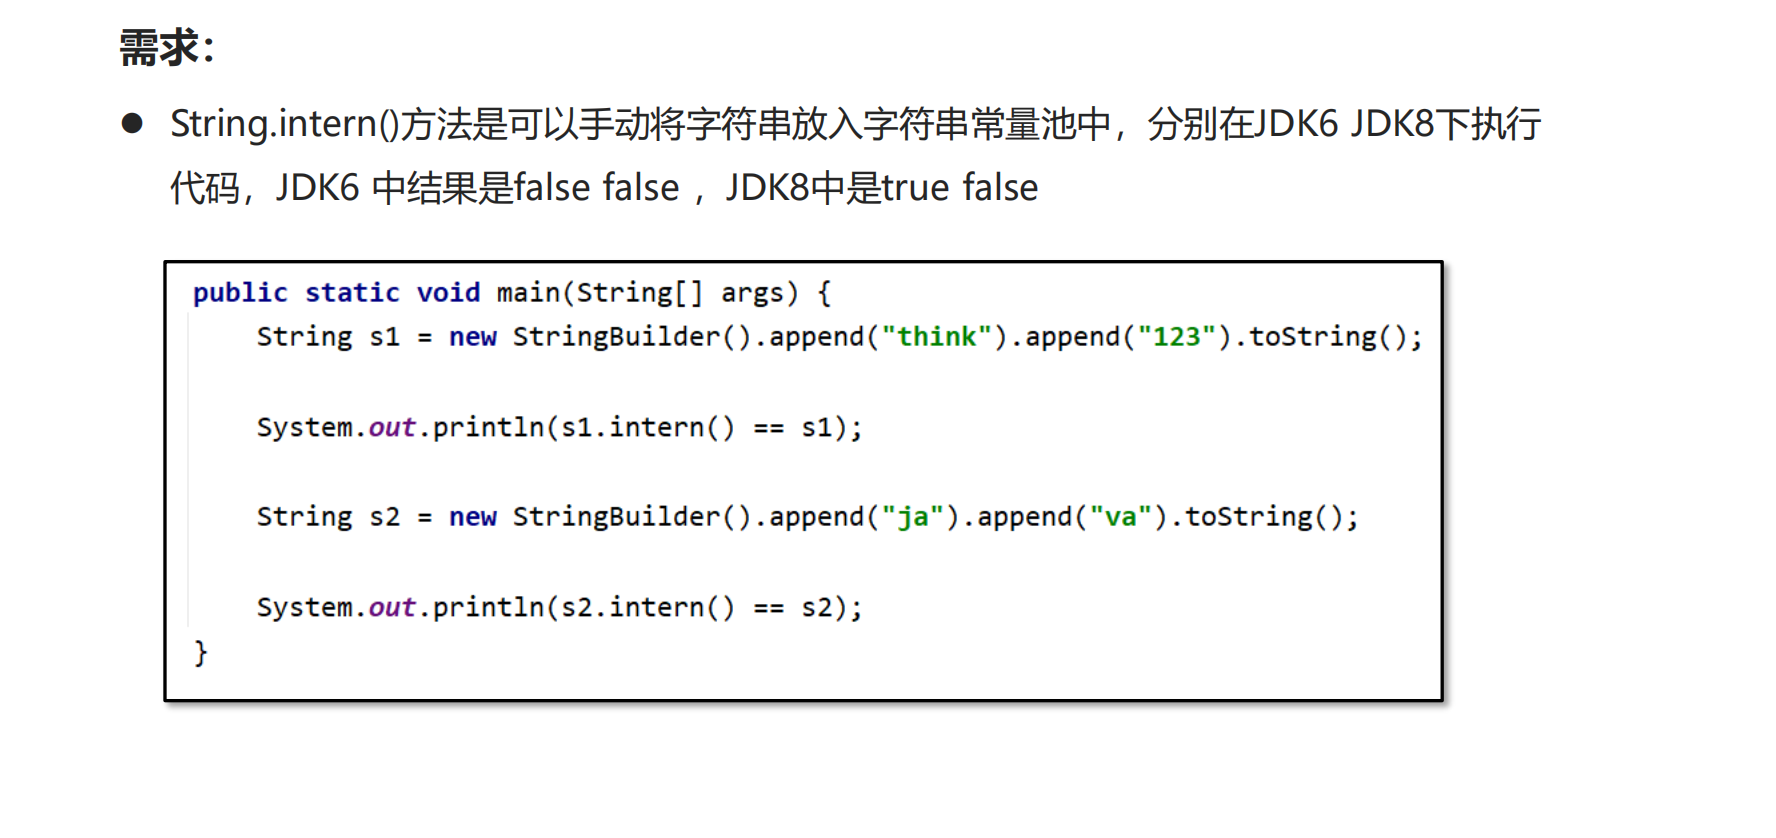 需求：
● String.intern()方法是可以手动将字符串放入字符串常量池中，分别在JDK6 JDK8下执行
代码，JDK6 中结果是false false ，JDK8中是true false
public static void main(String[] args) {
    String s1 = new StringBuilder().append("think").append("123").toString();
    System.out.println(s1.intern() == s1);
    String s2 = new StringBuilder().append("ja").append("va").toString();
    System.out.println(s2.intern() == s2);
}